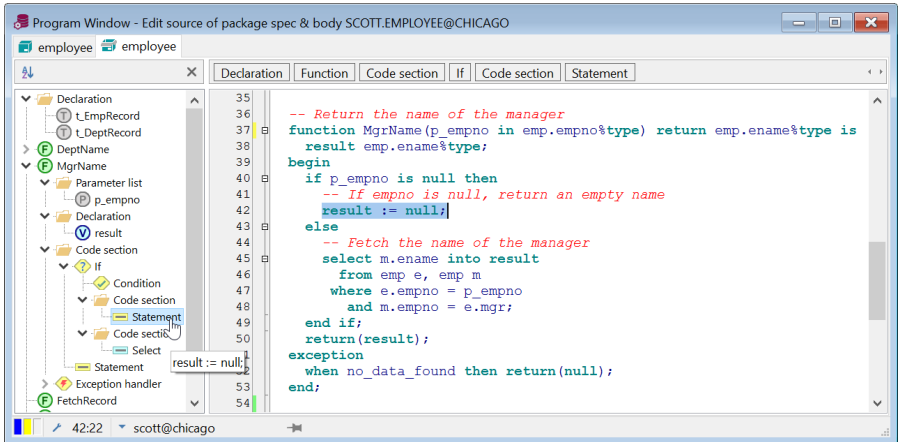 Program Window - Edit source of package spec & body SCOTT.EMPLOYEE@CHICAGO
employee employee
Declaration Function Code section If Code section Statement
Declaration
T t_EmpRecord
T t_DeptRecord
F DeptName
F MgrName
Parameter list
P p_empno
Declaration
V result
Code section
? If
Condition
Code section
Statement
Code section
Select
Statement
Exception handler
F FetchRecord
result := null;
35
36 -- Return the name of the manager
37 function MgrName(p_empno in emp.empno%type) return emp.ename%type is
38 result emp.ename%type;
39 begin
40 if p_empno is null then
41 -- If empno is null, return an empty name
42 result := null;
43 else
44 -- Fetch the name of the manager
45 select m.ename into result
46 from emp e, emp m
47 where e.empno = p_empno
48 and m.empno = e.mgr;
49 end if;
50 return(result);
1 exception
52 when no_data_found then return(null);
53 end;
54
42:22 scott@chicago